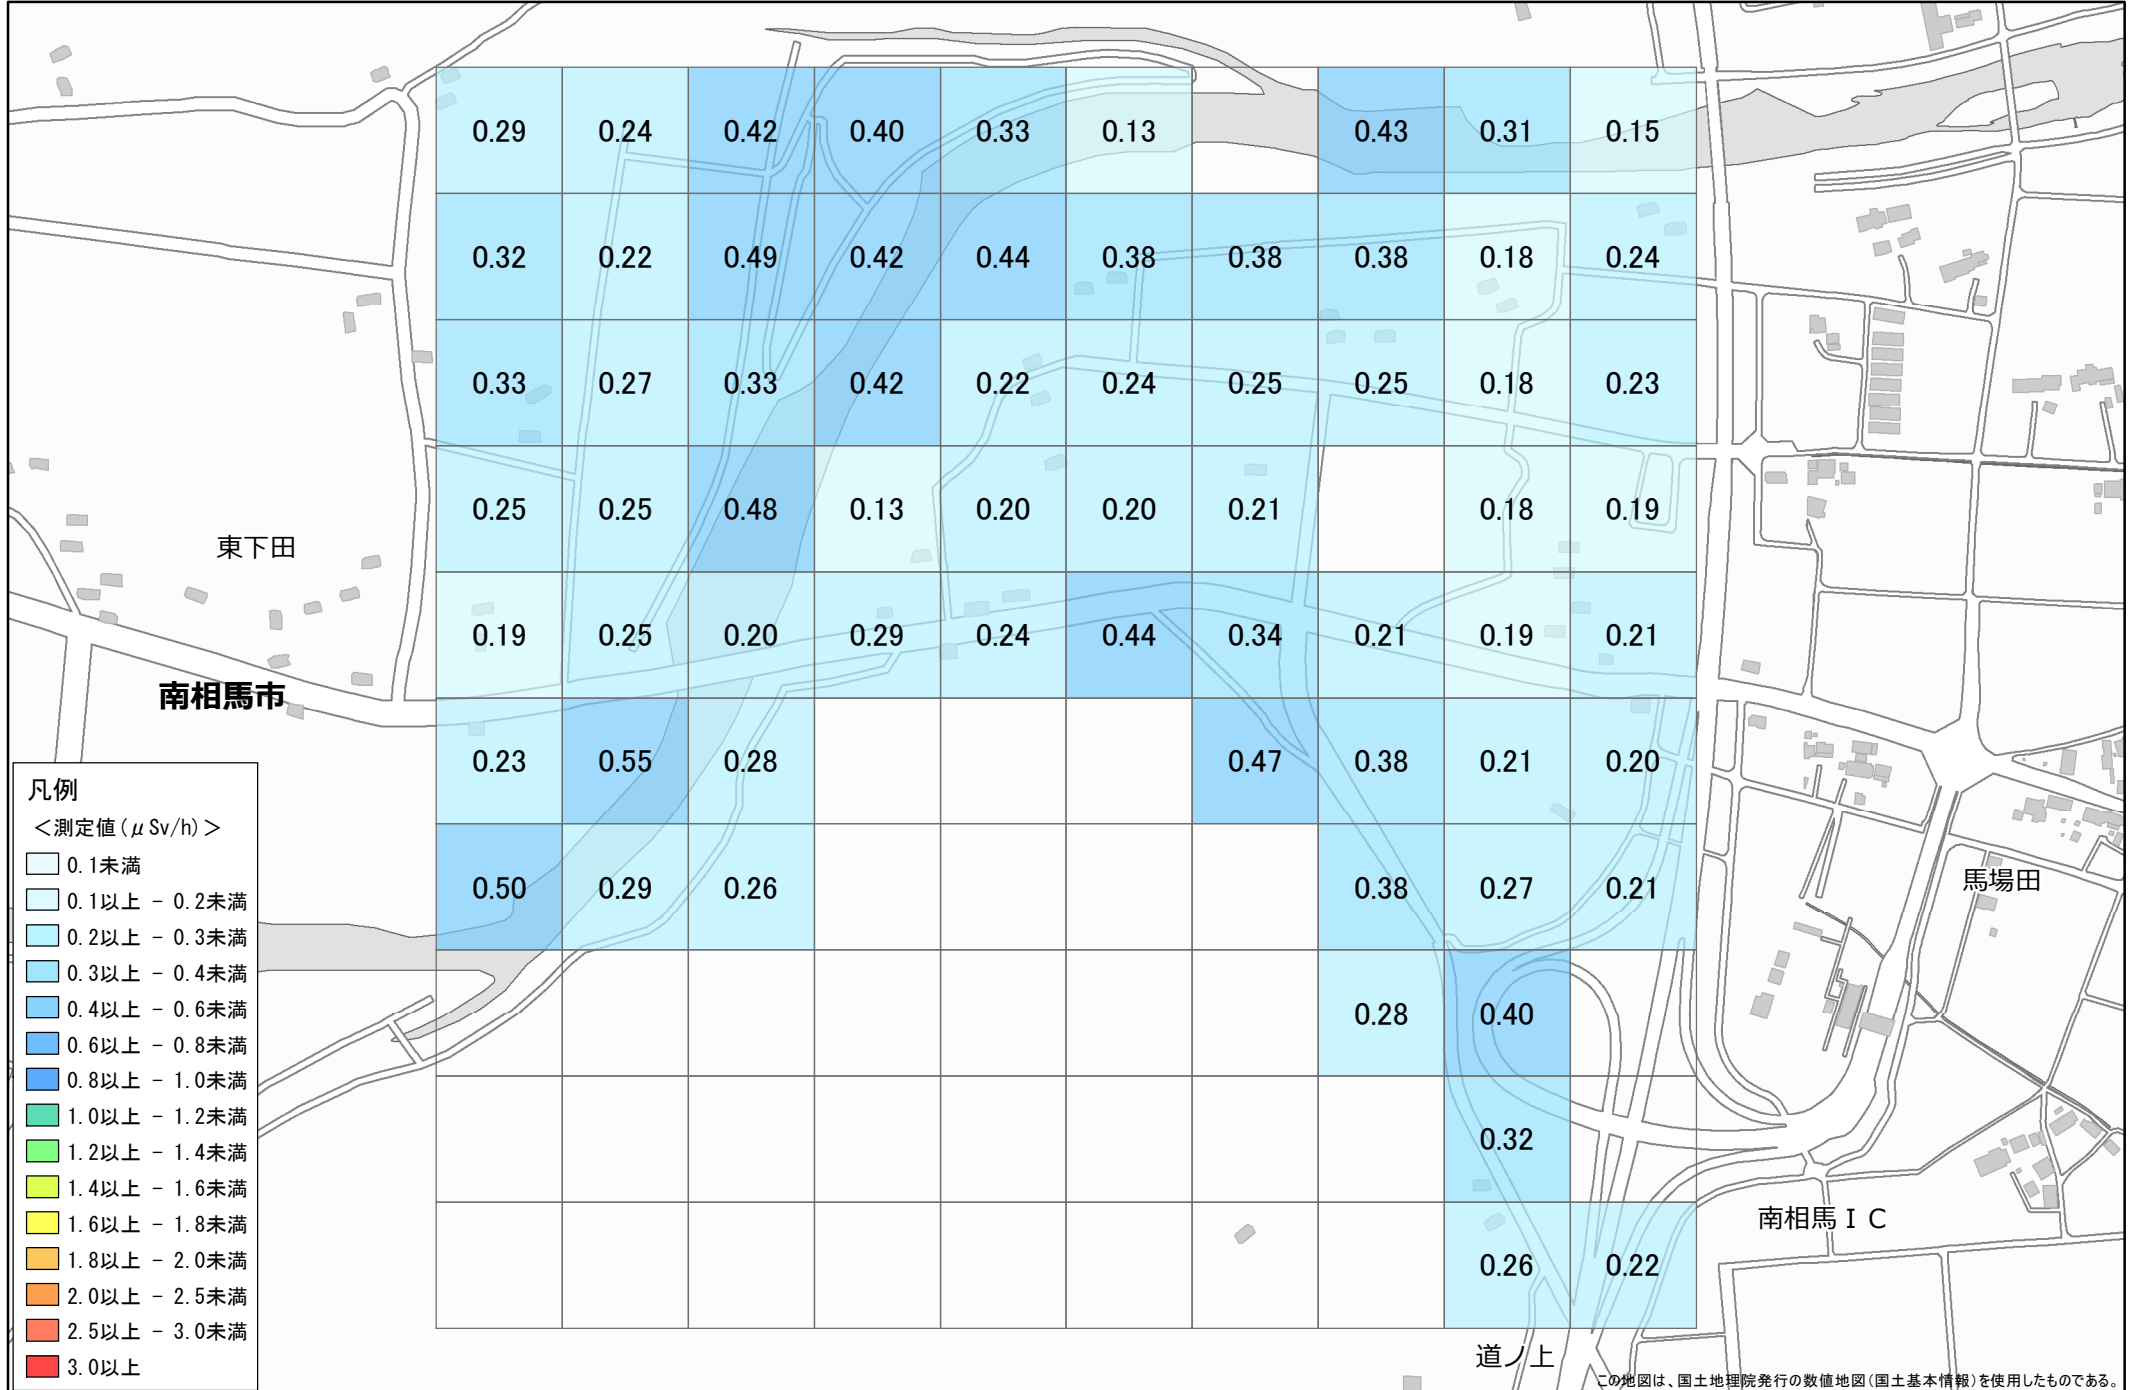 0.29 0.24 0.42 0.40 0.33 0.13 0.43 0.31 0.15
0.32 0.22 0.49 0.42 0.44 0.38 0.38 0.38 0.18 0.24
0.33 0.27 0.33 0.42 0.22 0.24 0.25 0.25 0.18 0.23
0.25 0.25 0.48 0.13 0.20 0.20 0.21 0.18 0.19
東下田
0.19 0.25 0.20 0.29 0.24 0.44 0.34 0.21 0.19 0.21
南相馬市
0.23 0.55 0.28 0.47 0.38 0.21 0.20
0.50 0.29 0.26 0.38 0.27 0.21
馬場田
0.28 0.40
0.32
南相馬ＩＣ
0.26 0.22
道ノ上
凡例
＜測定値(μSv/h)＞
0.1未満
0.1以上 － 0.2未満
0.2以上 － 0.3未満
0.3以上 － 0.4未満
0.4以上 － 0.6未満
0.6以上 － 0.8未満
0.8以上 － 1.0未満
1.0以上 － 1.2未満
1.2以上 － 1.4未満
1.4以上 － 1.6未満
1.6以上 － 1.8未満
1.8以上 － 2.0未満
2.0以上 － 2.5未満
2.5以上 － 3.0未満
3.0以上
この地図は、国土地理院発行の数値地図(国土基本情報)を使用したものである。